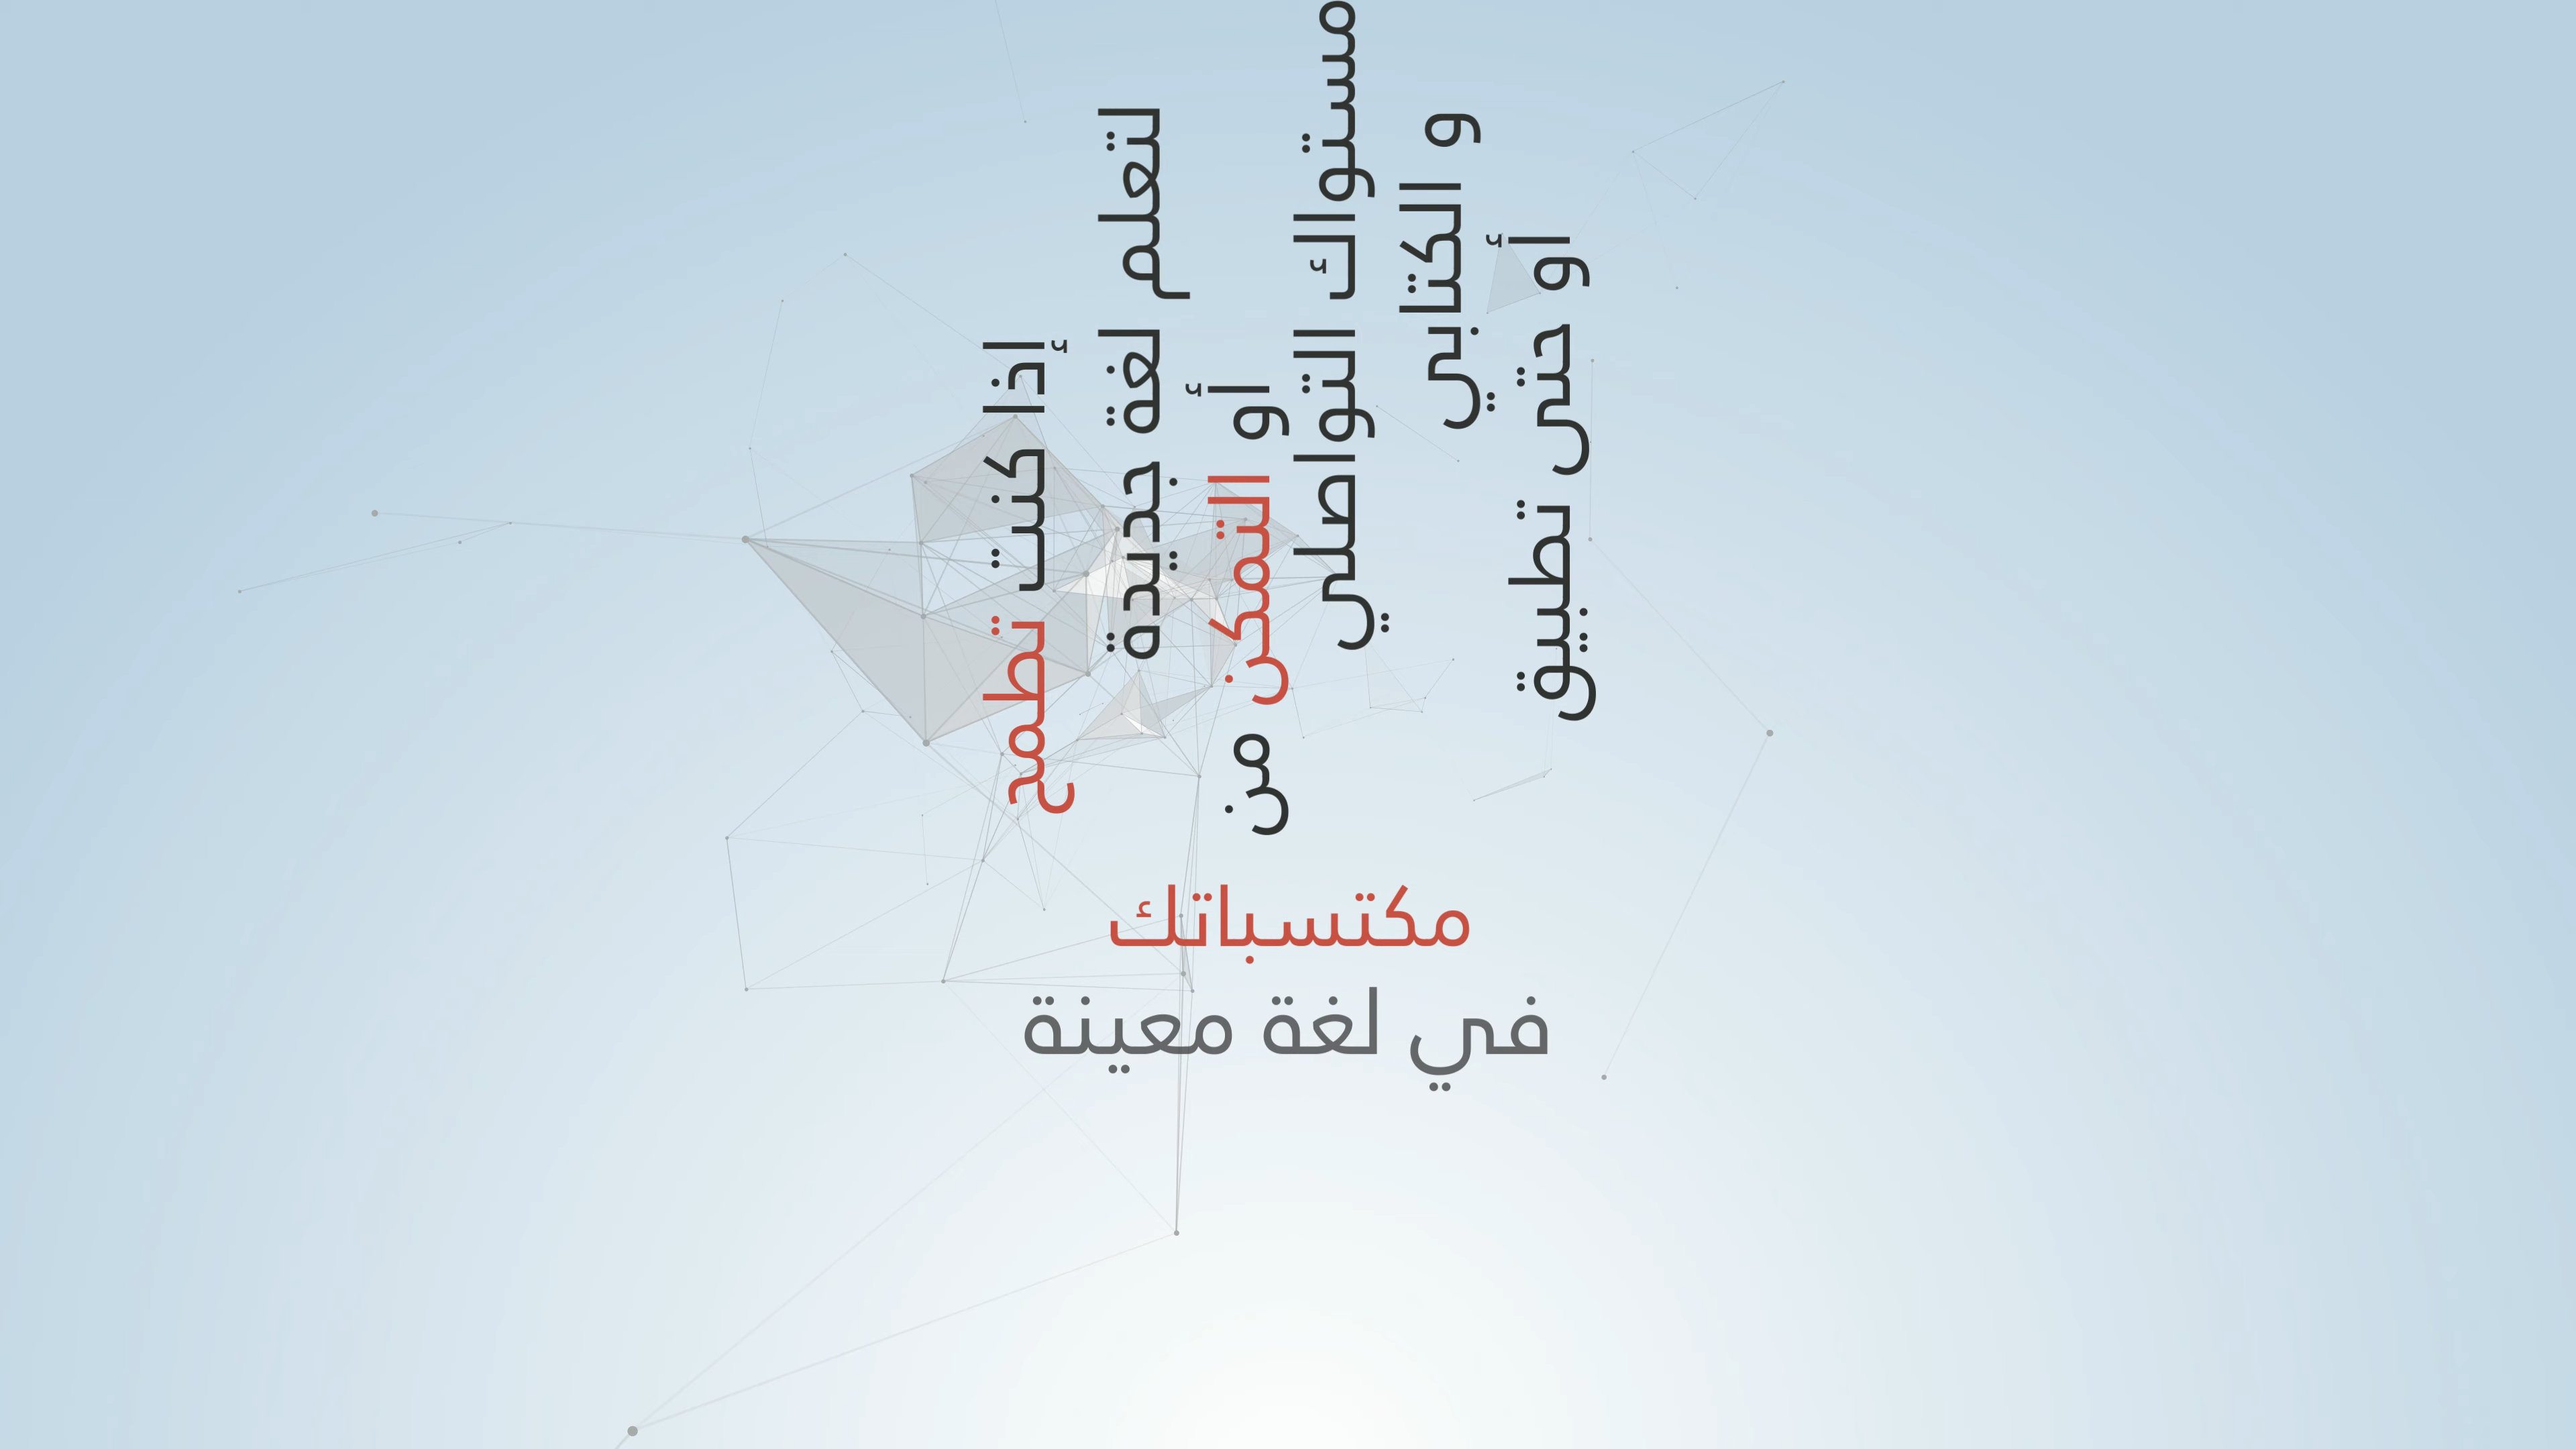 إذا كنت تطمح
لتعلم لغة جديدة
أو التمكن من
مستواك التواصلي
و الكتابي
أو حتى تطبيق
مكتسباتك
في لغة معينة